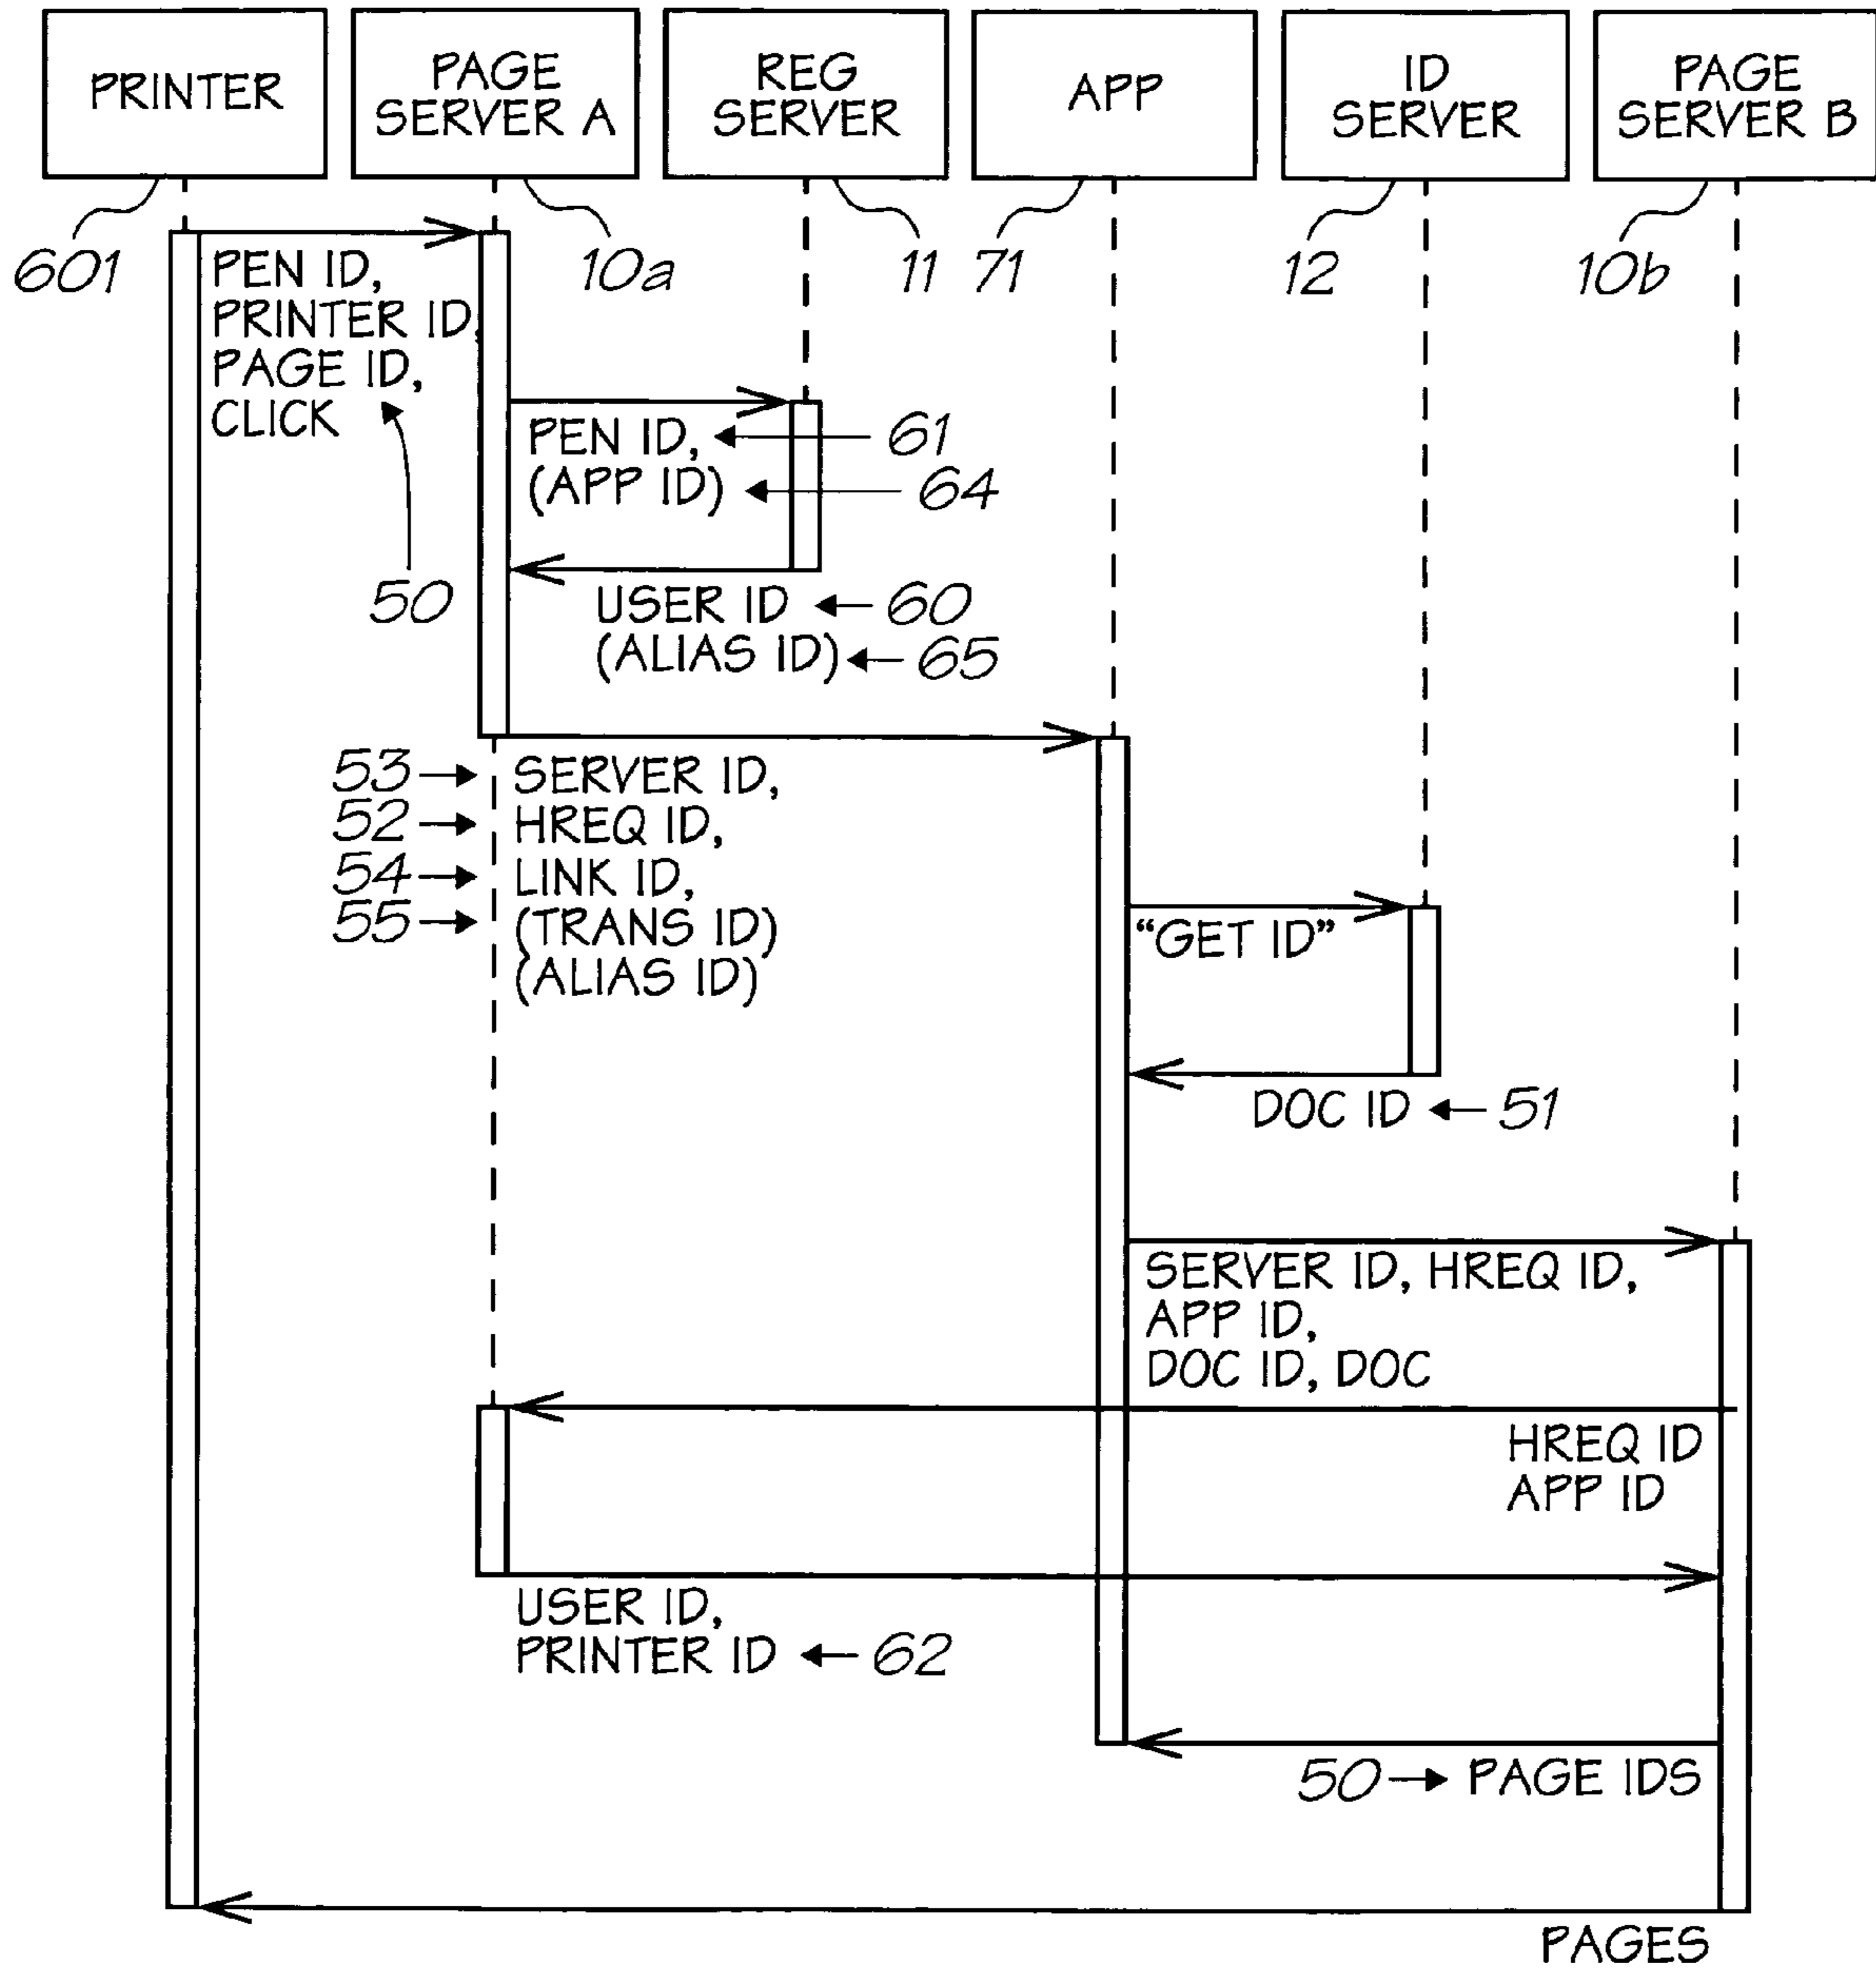 PRINTER
PAGE
SERVER A
REG
SERVER
APP
ID
SERVER
PAGE
SERVER B
601
10a
11
71
12
10b
PEN ID,
PRINTER ID,
PAGE ID,
CLICK
50
PEN ID,
61
(APP ID)
64
USER ID
60
(ALIAS ID)
65
53
SERVER ID,
52
HREQ ID,
54
LINK ID,
55
(TRANS ID)
(ALIAS ID)
“GET ID”
DOC ID
51
SERVER ID, HREQ ID,
APP ID,
DOC ID, DOC
HREQ ID
APP ID
USER ID,
PRINTER ID
62
50
PAGE IDS
PAGES